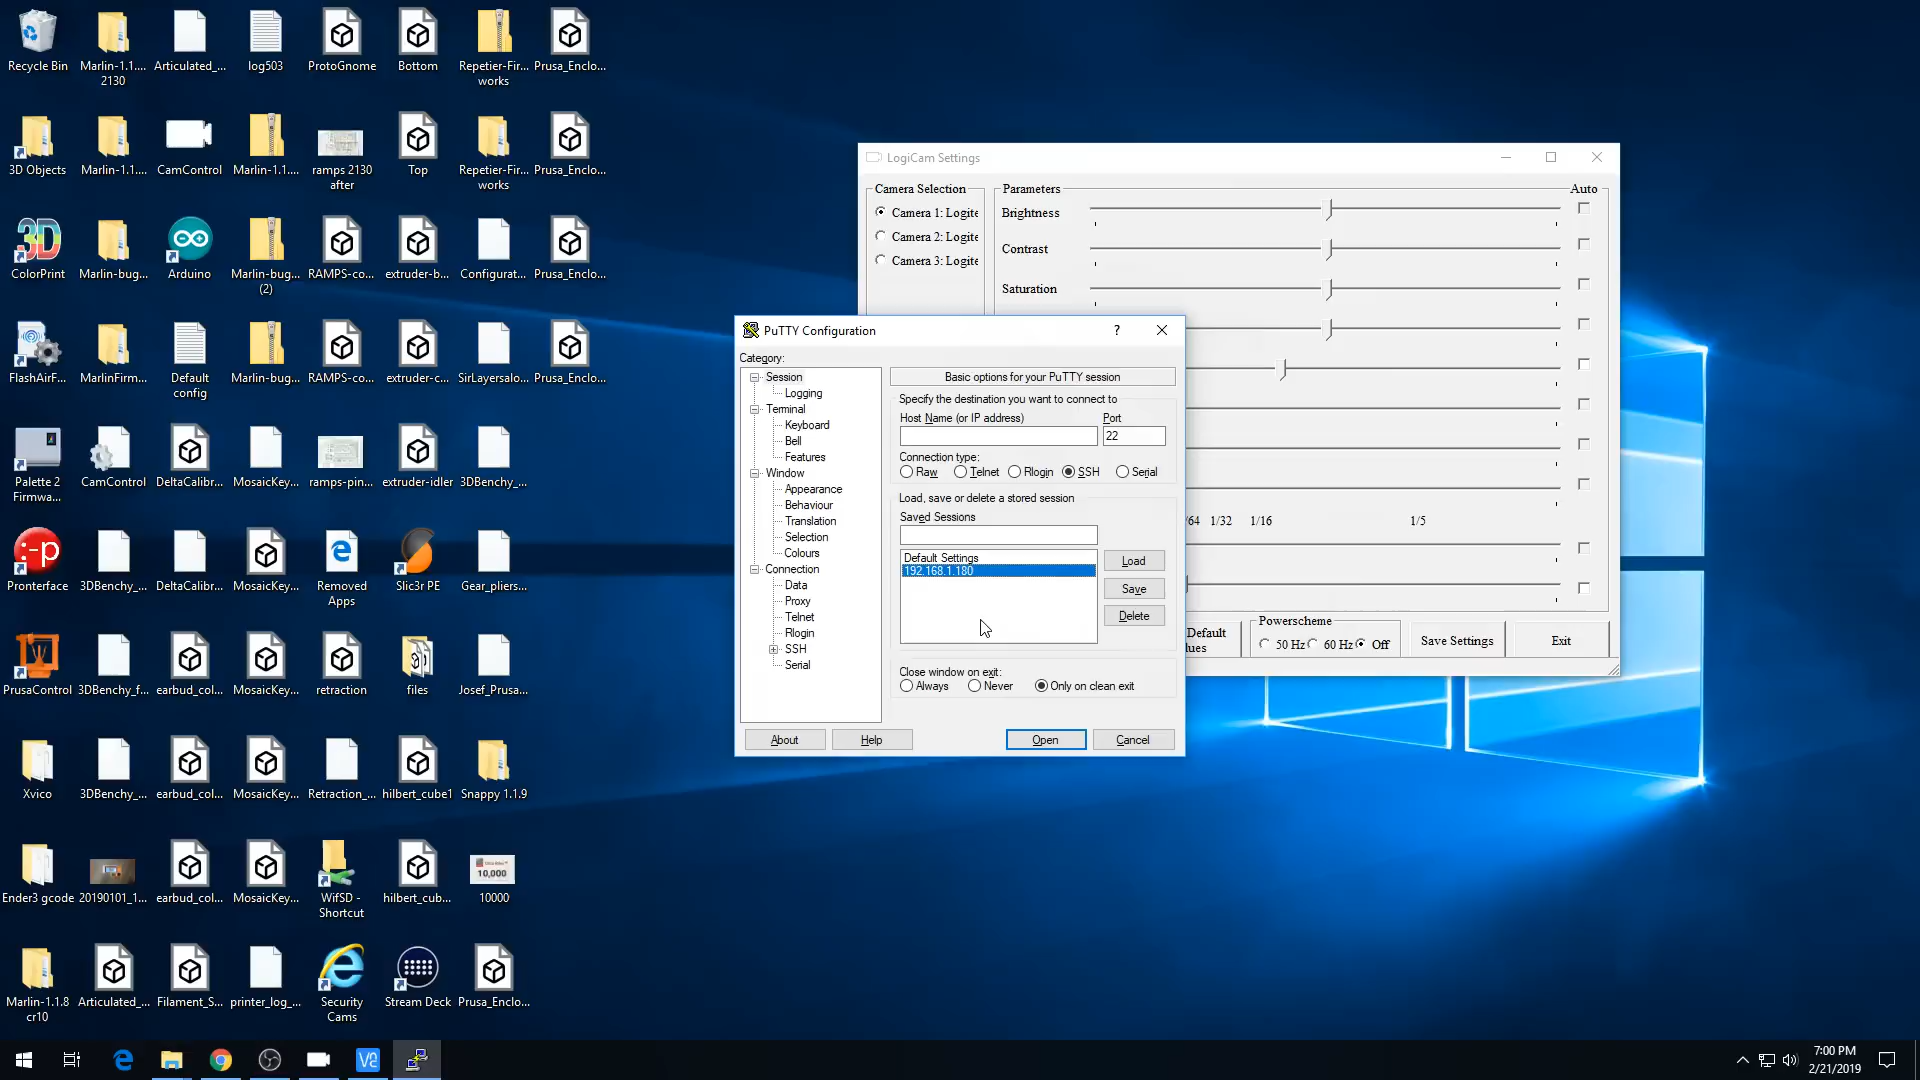 Recycle Bin
Marlin-1.1....
2130
Articulated_...
log503
ProtoGnome
Bottom
Repetier-Fir...
works
Prusa_Enclo...
3D Objects
Marlin-1.1....
CamControl
Marlin-1.1....
ramps 2130
after
Top
Repetier-Fir...
works
Prusa_Enclo...
3D
ColorPrint
Marlin-bug...
Arduino
Marlin-bug...
(2)
RAMPS-co...
extruder-b...
Configurat...
Prusa_Enclo...
FlashAirF...
MarlinFirm...
Default
config
Marlin-bug...
RAMPS-co...
extruder-c...
SirLayersalo...
Prusa_Enclo...
Palette 2
Firmwa...
CamControl
DeltaCalibr...
MosaicKey...
ramps-pin...
extruder-idler
3DBenchy_...
:-p
Pronterface
3DBenchy_...
DeltaCalibr...
MosaicKey...
Removed
Apps
Slic3r PE
Gear_pliers...
PrusaControl
3DBenchy_f...
earbud_col...
MosaicKey...
retraction
files
Josef_Prusa...
Xvico
3DBenchy_...
earbud_col...
MosaicKey...
Retraction_...
hilbert_cube1
Snappy 1.1.9
Ender3 gcode
20190101_1...
earbud_col...
MosaicKey...
WifSD -
Shortcut
hilbert_cub...
10,000
10000
Marlin-1.1.8
cr10
Articulated_...
Filament_S...
printer_log_...
Security
Cams
Stream Deck
Prusa_Enclo...
LogiCam Settings
Camera Selection
Camera 1: Logite
Camera 2: Logite
Camera 3: Logite
Parameters
Auto
Brightness
Contrast
Saturation
/64 1/32 1/16 1/5
Default
ues
Powerscheme
50 Hz 60 Hz Off
Save Settings
Exit
PuTTY Configuration
?
Category:
Session
Logging
Terminal
Keyboard
Bell
Features
Window
Appearance
Behaviour
Translation
Selection
Colours
Connection
Data
Proxy
Telnet
Rlogin
SSH
Serial
Basic options for your PuTTY session
Specify the destination you want to connect to
Host Name (or IP address) Port
22
Connection type:
Raw Telnet Rlogin SSH Serial
Load, save or delete a stored session
Saved Sessions
Default Settings
192.168.1.180
Load
Save
Delete
Close window on exit:
Always Never Only on clean exit
About
Help
Open
Cancel
7:00 PM
2/21/2019